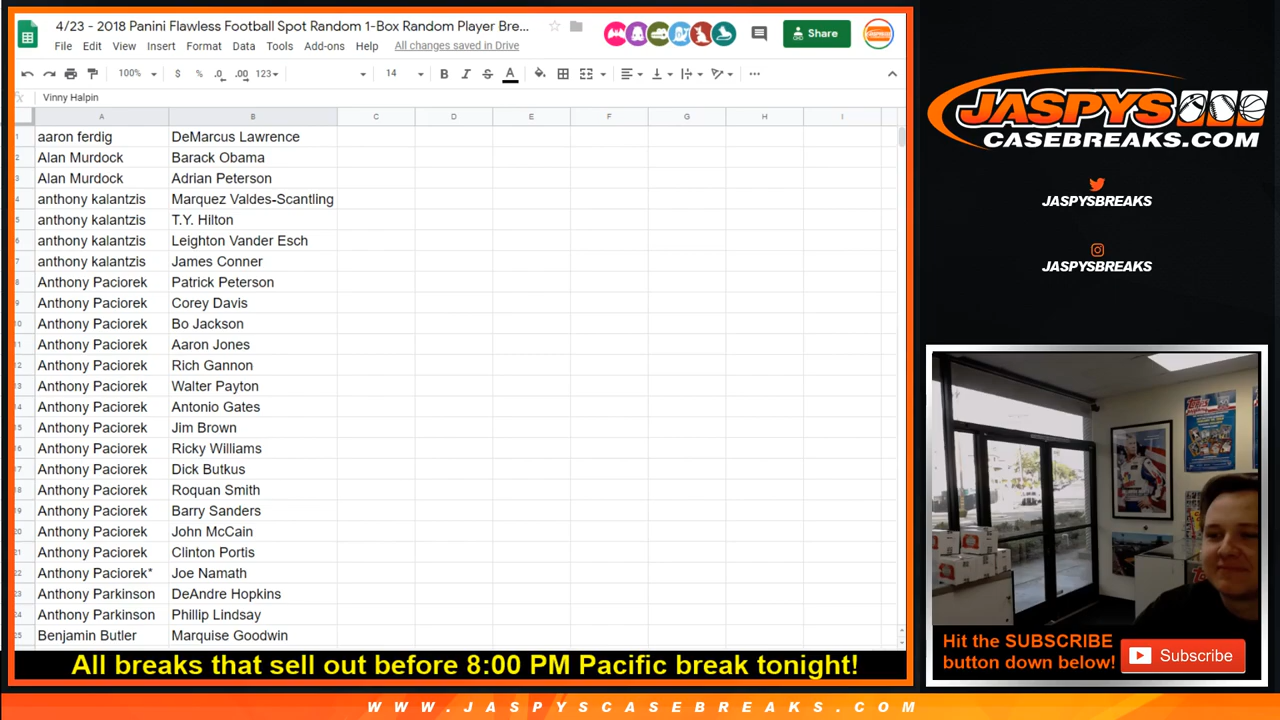 4/23 - 2018 Panini Flawless Football Spot Random 1-Box Random Player Bre...
File Edit View Insert Format Data Tools Add-ons Help All changes saved in Drive
Share
100% $ % .0 .00 123 14 B I S A
fx Vinny Halpin
A B C D E F G H I
1 aaron ferdig DeMarcus Lawrence
2 Alan Murdock Barack Obama
3 Alan Murdock Adrian Peterson
4 anthony kalantzis Marquez Valdes-Scantling
5 anthony kalantzis T.Y. Hilton
6 anthony kalantzis Leighton Vander Esch
7 anthony kalantzis James Conner
8 Anthony Paciorek Patrick Peterson
9 Anthony Paciorek Corey Davis
10 Anthony Paciorek Bo Jackson
11 Anthony Paciorek Aaron Jones
12 Anthony Paciorek Rich Gannon
13 Anthony Paciorek Walter Payton
14 Anthony Paciorek Antonio Gates
15 Anthony Paciorek Jim Brown
16 Anthony Paciorek Ricky Williams
17 Anthony Paciorek Dick Butkus
18 Anthony Paciorek Roquan Smith
19 Anthony Paciorek Barry Sanders
20 Anthony Paciorek John McCain
21 Anthony Paciorek Clinton Portis
22 Anthony Paciorek* Joe Namath
23 Anthony Parkinson DeAndre Hopkins
24 Anthony Parkinson Phillip Lindsay
25 Benjamin Butler Marquise Goodwin
All breaks that sell out before 8:00 PM Pacific break tonight!
JASPYS
CASEBREAKS.COM
JASPYSBREAKS
JASPYSBREAKS
Topps
Hit the SUBSCRIBE
button down below!
Subscribe
WWW.JASPYSCASEBREAKS.COM